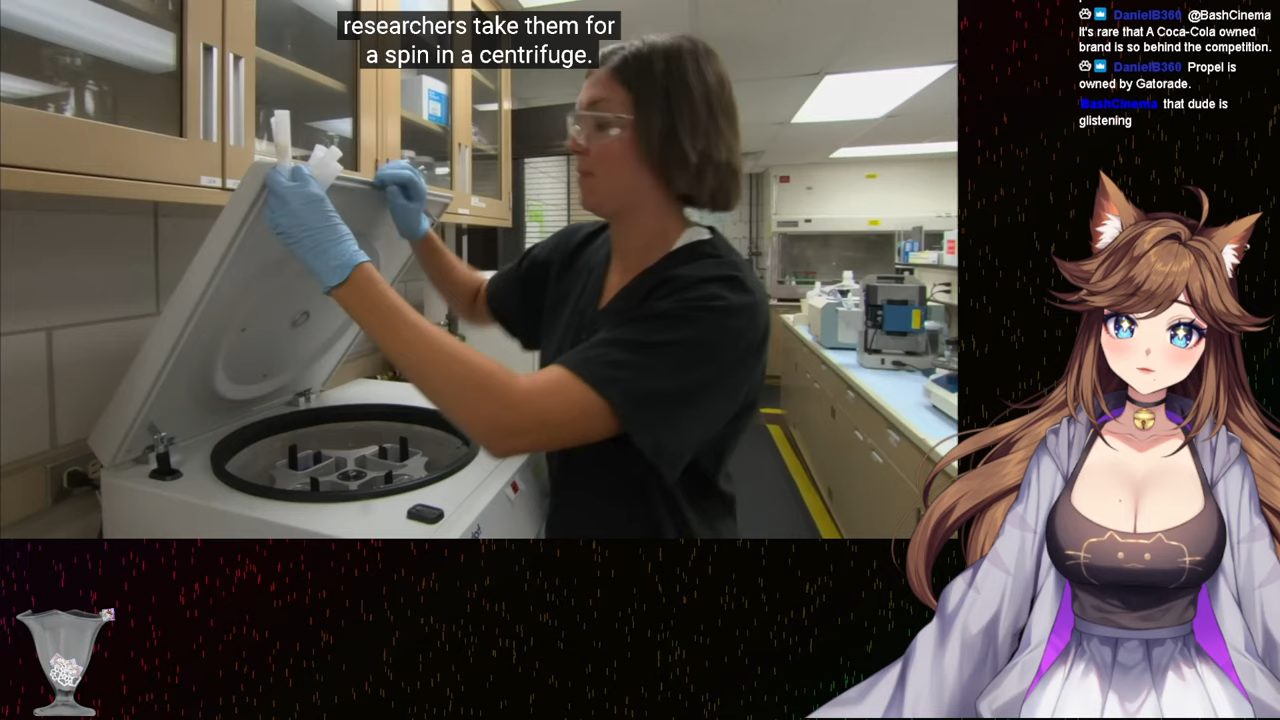 researchers take them for
a spin in a centrifuge.
DanielB360 @BashCinema
It's rare that A Coca-Cola owned
brand is so behind the competition.
DanielB360 Propel is
owned by Gatorade.
BashCinema that dude is
glistening